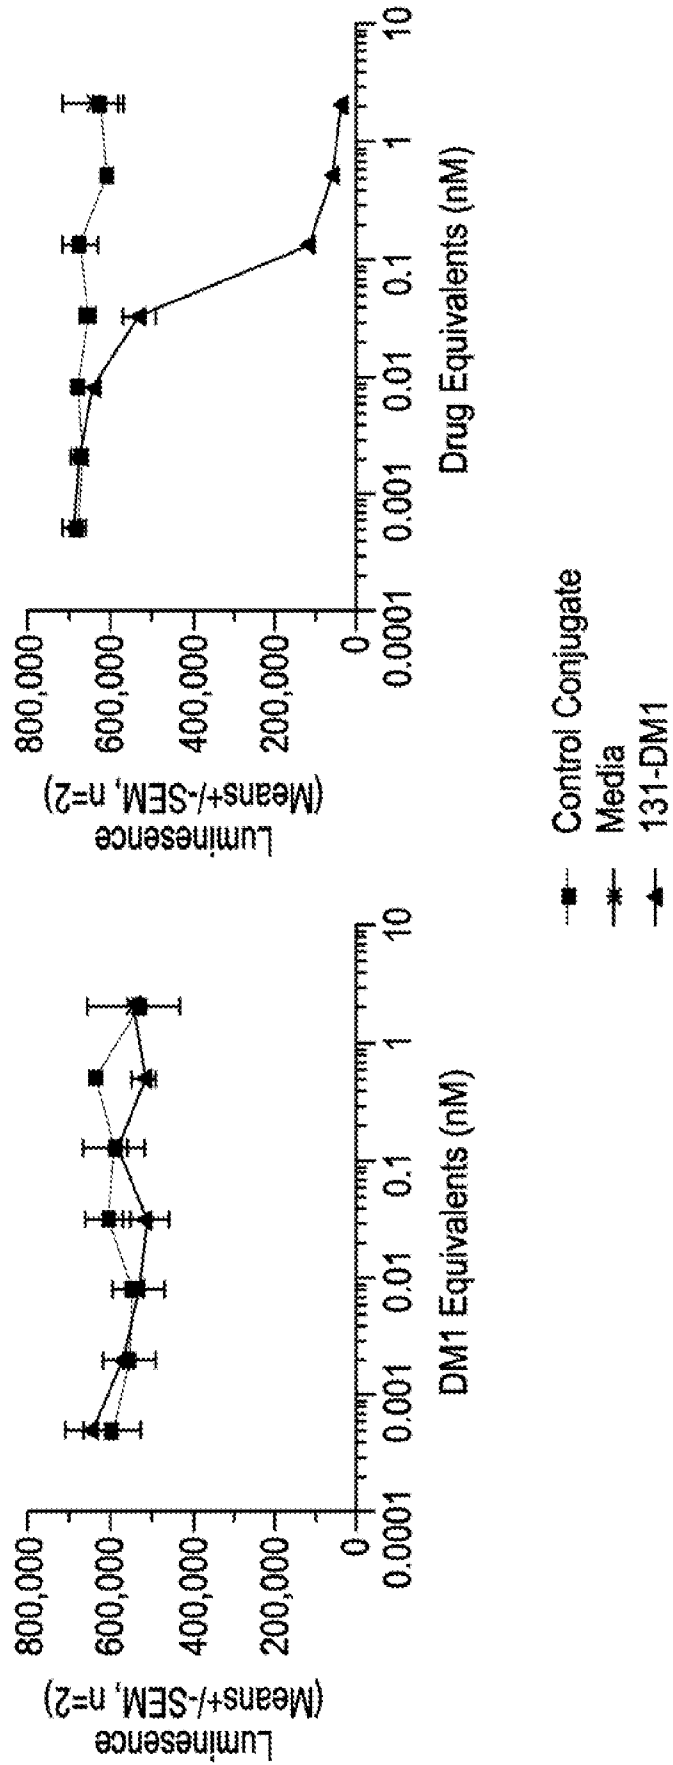 Luminesence
(Means+/-SEM, n=2)
800,000
600,000
400,000
200,000
0
0.0001
0.001
0.01
0.1
1
10
DM1 Equivalents (nM)
Luminesence
(Means+/-SEM, n=2)
800,000
600,000
400,000
200,000
0
0.0001
0.001
0.01
0.1
1
10
Drug Equivalents (nM)
Control Conjugate
Media
131-DM1